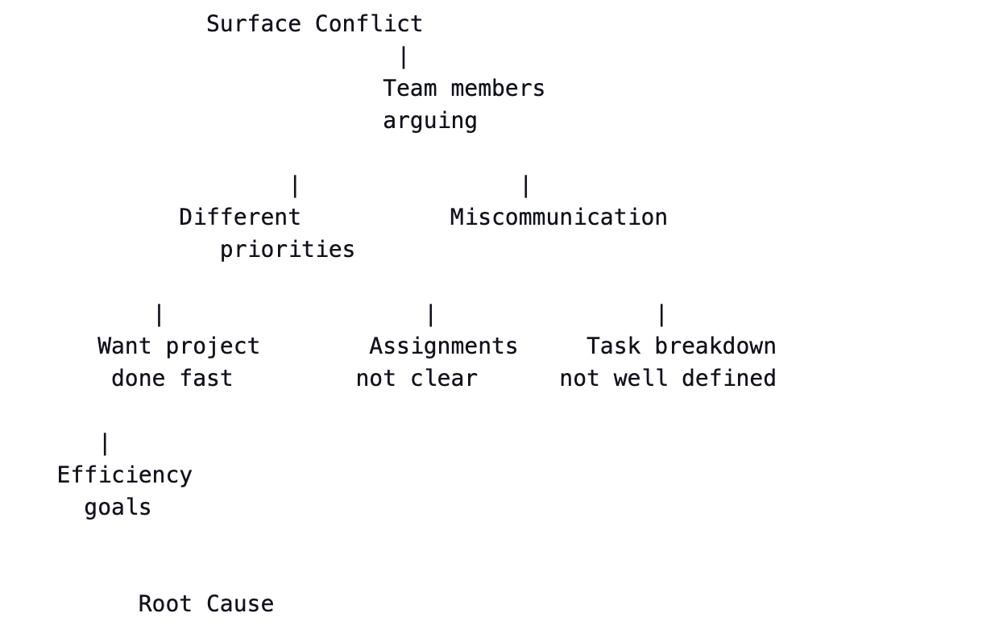 Surface Conflict
|
Team members
arguing
| |
Different Miscommunication
priorities
| | |
Want project Assignments Task breakdown
done fast not clear not well defined
|
Efficiency
goals
Root Cause